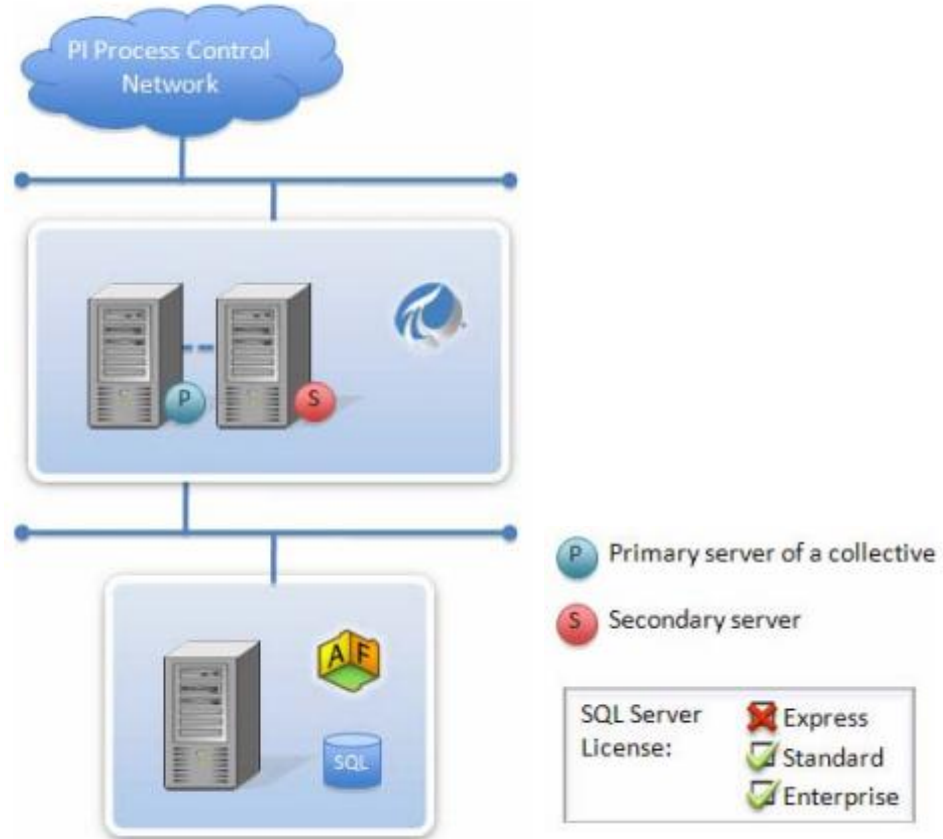 PI Process Control
Network
P
S
P Primary server of a collective
S Secondary server
A F
SQL
SQL Server
License:
Express
Standard
Enterprise